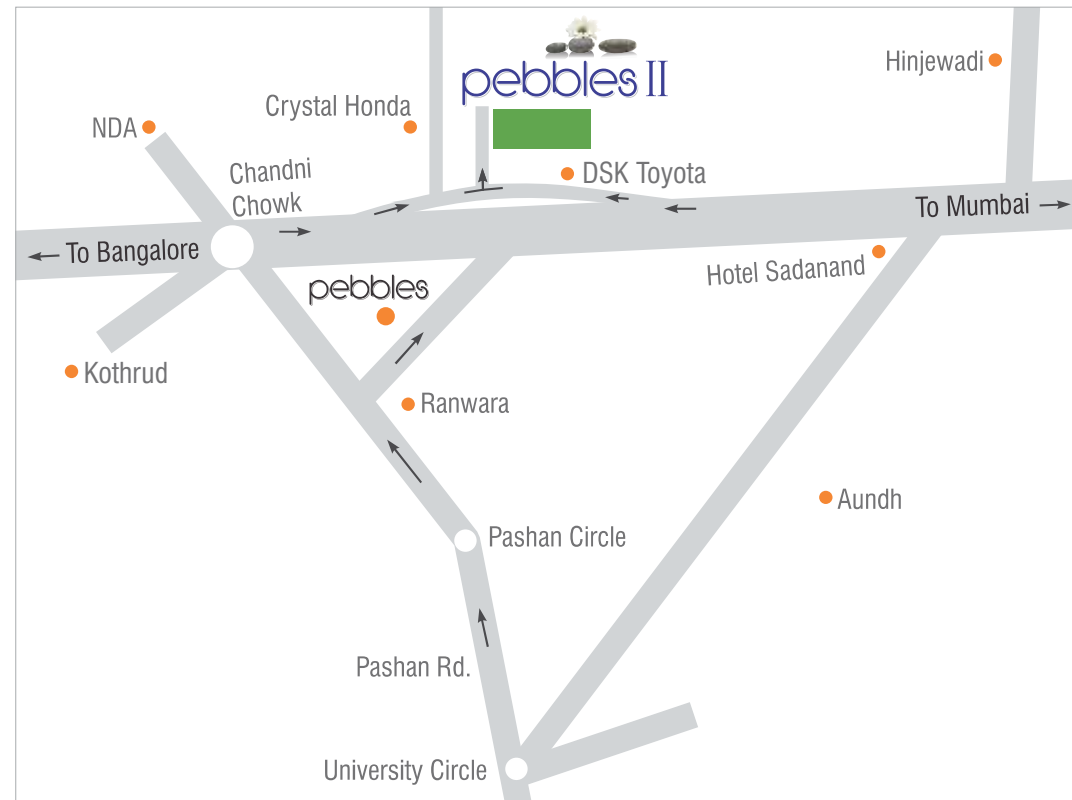 pebbles II
Hinjewadi
Crystal Honda
NDA
Chandni
Chowk
DSK Toyota
To Mumbai
To Bangalore
Hotel Sadanand
pebbles
Kothrud
Ranwara
Aundh
Pashan Circle
Pashan Rd.
University Circle